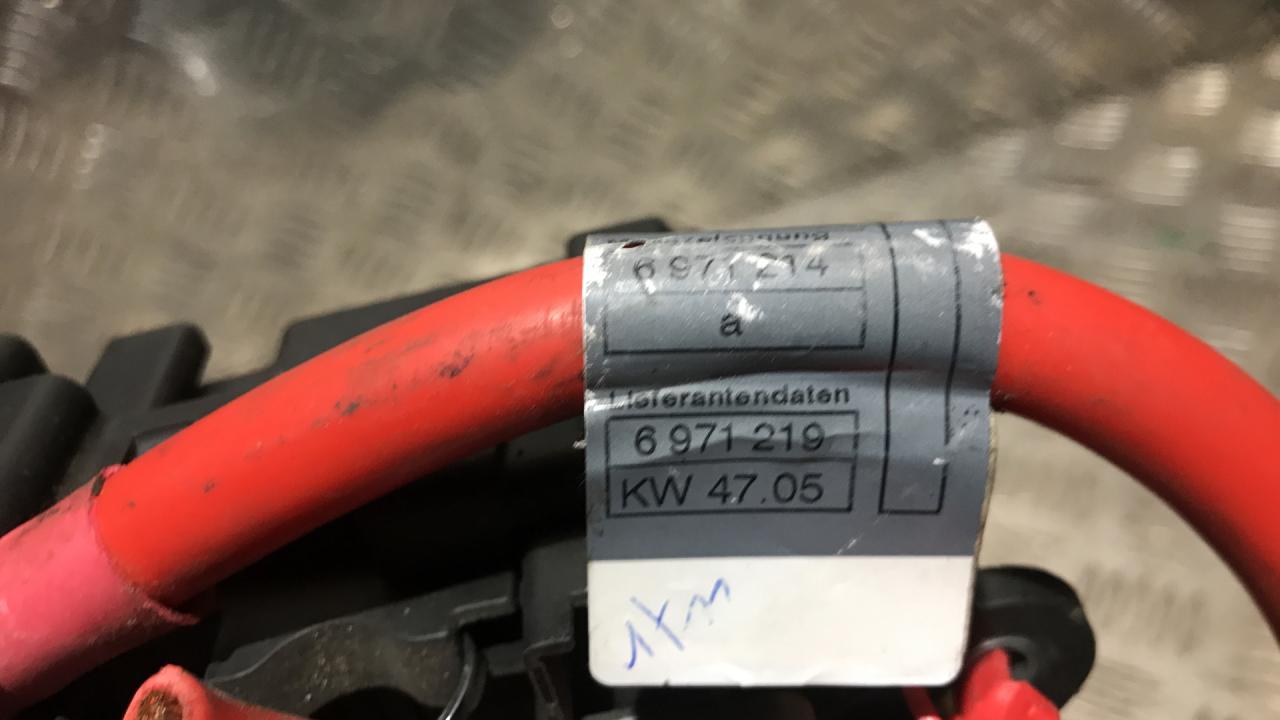 6 971 214
a
Lieferantendaten
6 971 219
KW 47.05